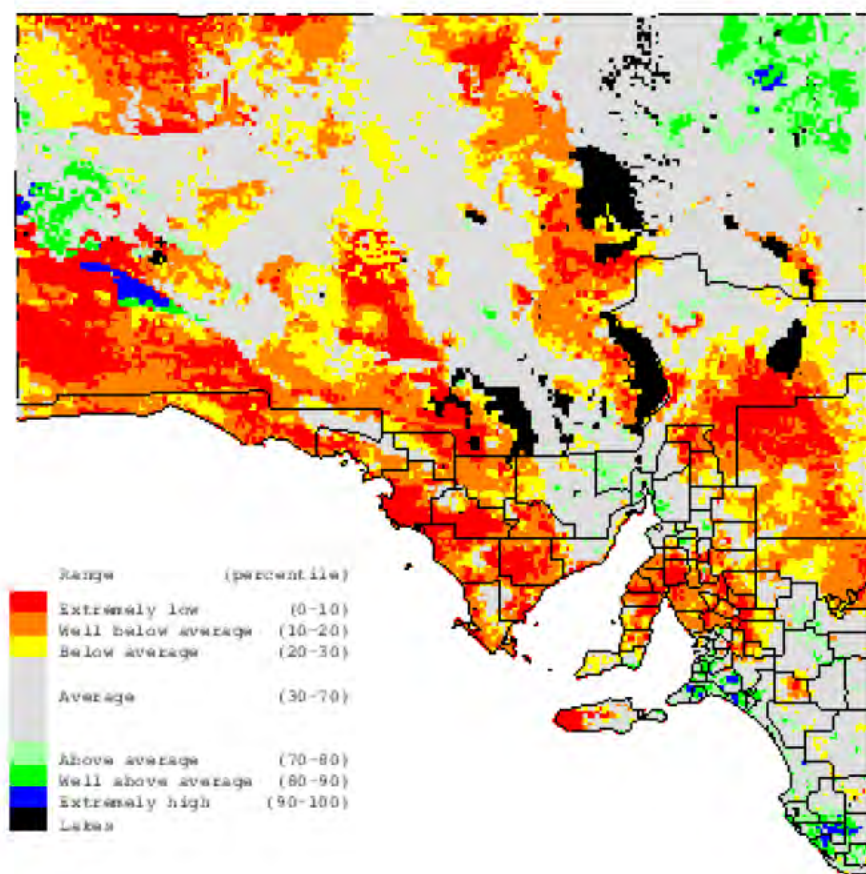 Range (percentile)
Extremely low (0-10)
Well below average (10-20)
Below average (20-30)
Average (30-70)
Above average (70-80)
Well above average (80-90)
Extremely high (90-100)
Lakes